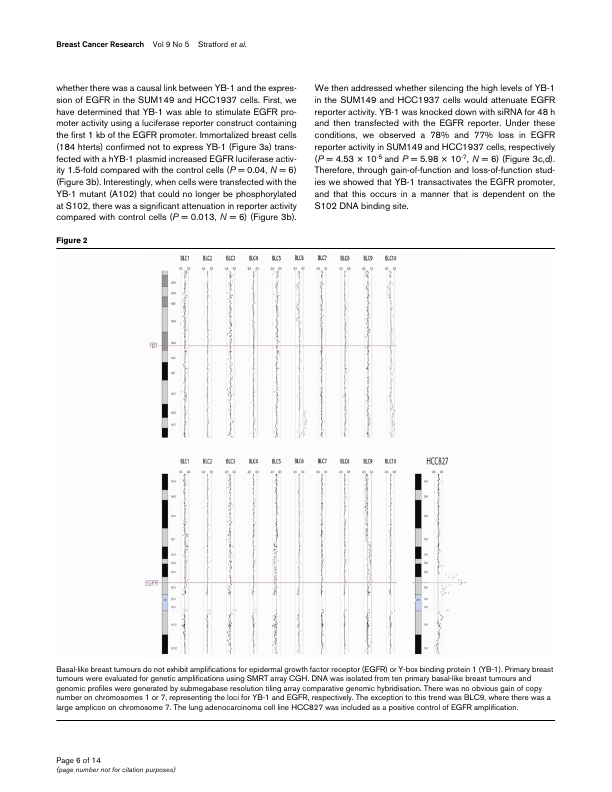 Breast Cancer Research Vol 9 No 5 Stratford et al.
whether there was a causal link between YB-1 and the expres-
sion of EGFR in the SUM149 and HCC1937 cells. First, we
have determined that YB-1 was able to stimulate EGFR pro-
moter activity using a luciferase reporter construct containing
the first 1 kb of the EGFR promoter. Immortalized breast cells
(184 hTerts) confirmed not to express YB-1 (Figure 3a) trans-
fected with a hYB-1 plasmid increased EGFR luciferase activ-
ity 1.5-fold compared with the control cells (P = 0.04, N = 6)
(Figure 3b). Interestingly, when cells were transfected with the
YB-1 mutant (A102) that could no longer be phosphorylated
at S102, there was a significant attenuation in reporter activity
compared with control cells (P = 0.013, N = 6) (Figure 3b).
We then addressed whether silencing the high levels of YB-1
in the SUM149 and HCC1937 cells would attenuate EGFR
reporter activity. YB-1 was knocked down with siRNA for 48 h
and then transfected with the EGFR reporter. Under these
conditions, we observed a 78% and 77% loss in EGFR
reporter activity in SUM149 and HCC1937 cells, respectively
(P = 4.53 × 10-5 and P = 5.98 × 10-7, N = 6) (Figure 3c,d).
Therefore, through gain-of-function and loss-of-function stud-
ies we showed that YB-1 transactivates the EGFR promoter,
and that this occurs in a manner that is dependent on the
S102 DNA binding site.
Figure 2
BLC1 BLC2 BLC3 BLC4 BLC5 BLC6 BLC7 BLC8 BLC9 BLC10
YB1
BLC1 BLC2 BLC3 BLC4 BLC5 BLC6 BLC7 BLC8 BLC9 BLC10 HCC827
EGFR
Basal-like breast tumours do not exhibit amplifications for epidermal growth factor receptor (EGFR) or Y-box binding protein 1 (YB-1). Primary breast
tumours were evaluated for genetic amplifications using SMRT array CGH. DNA was isolated from ten primary basal-like breast tumours and
genomic profiles were generated by submegabase resolution tiling array comparative genomic hybridisation. There was no obvious gain of copy
number on chromosomes 1 or 7, representing the loci for YB-1 and EGFR, respectively. The exception to this trend was BLC9, where there was a
large amplicon on chromosome 7. The lung adenocarcinoma cell line HCC827 was included as a positive control of EGFR amplification.
Page 6 of 14
(page number not for citation purposes)